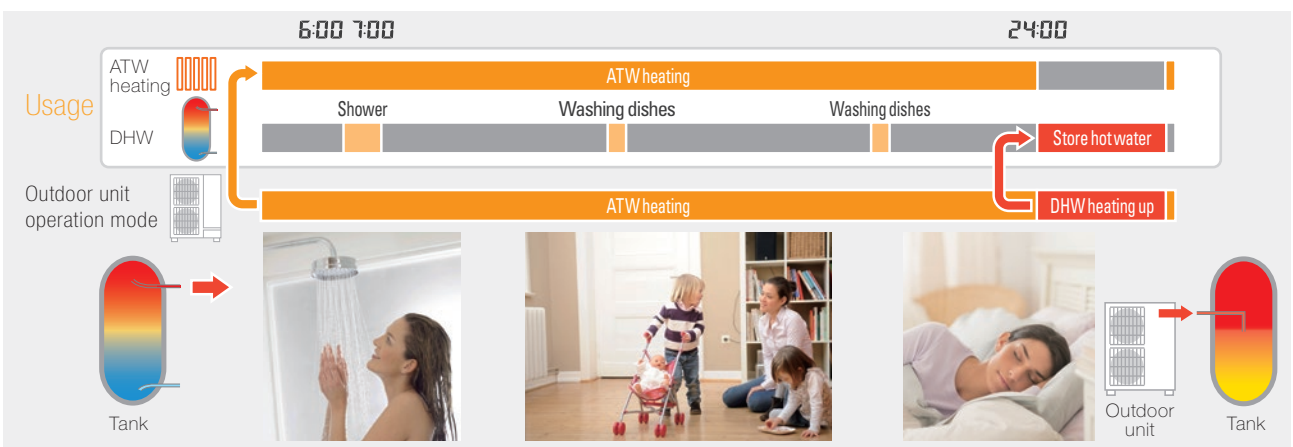 6:00 7:00 24:00
Usage
ATW
heating
ATW heating
Shower Washing dishes Washing dishes
DHW
Store hot water
Outdoor unit
operation mode
ATW heating
DHW heating up
Tank
Outdoor
unit
Tank